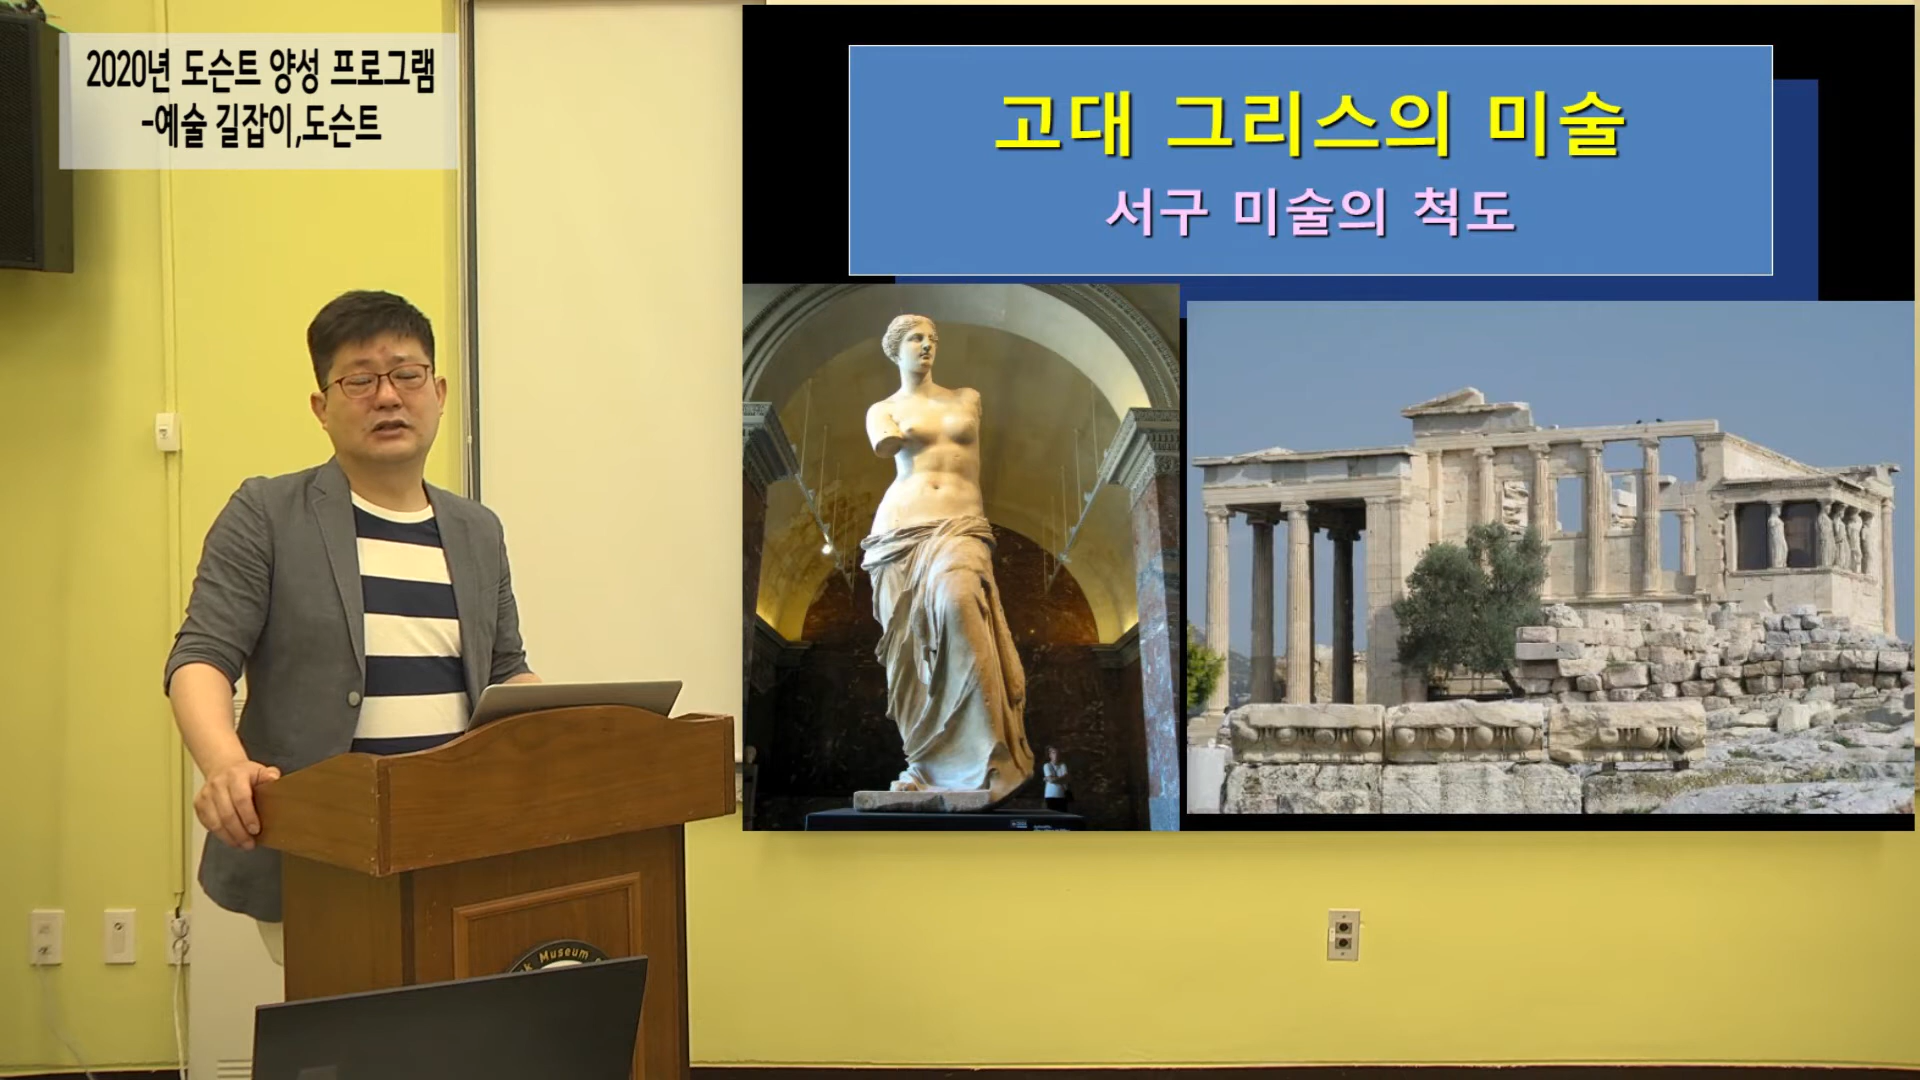 2020년 도슨트 양성 프로그램
-예술 길잡이,도슨트
고대 그리스의 미술
서구 미술의 척도
Museum